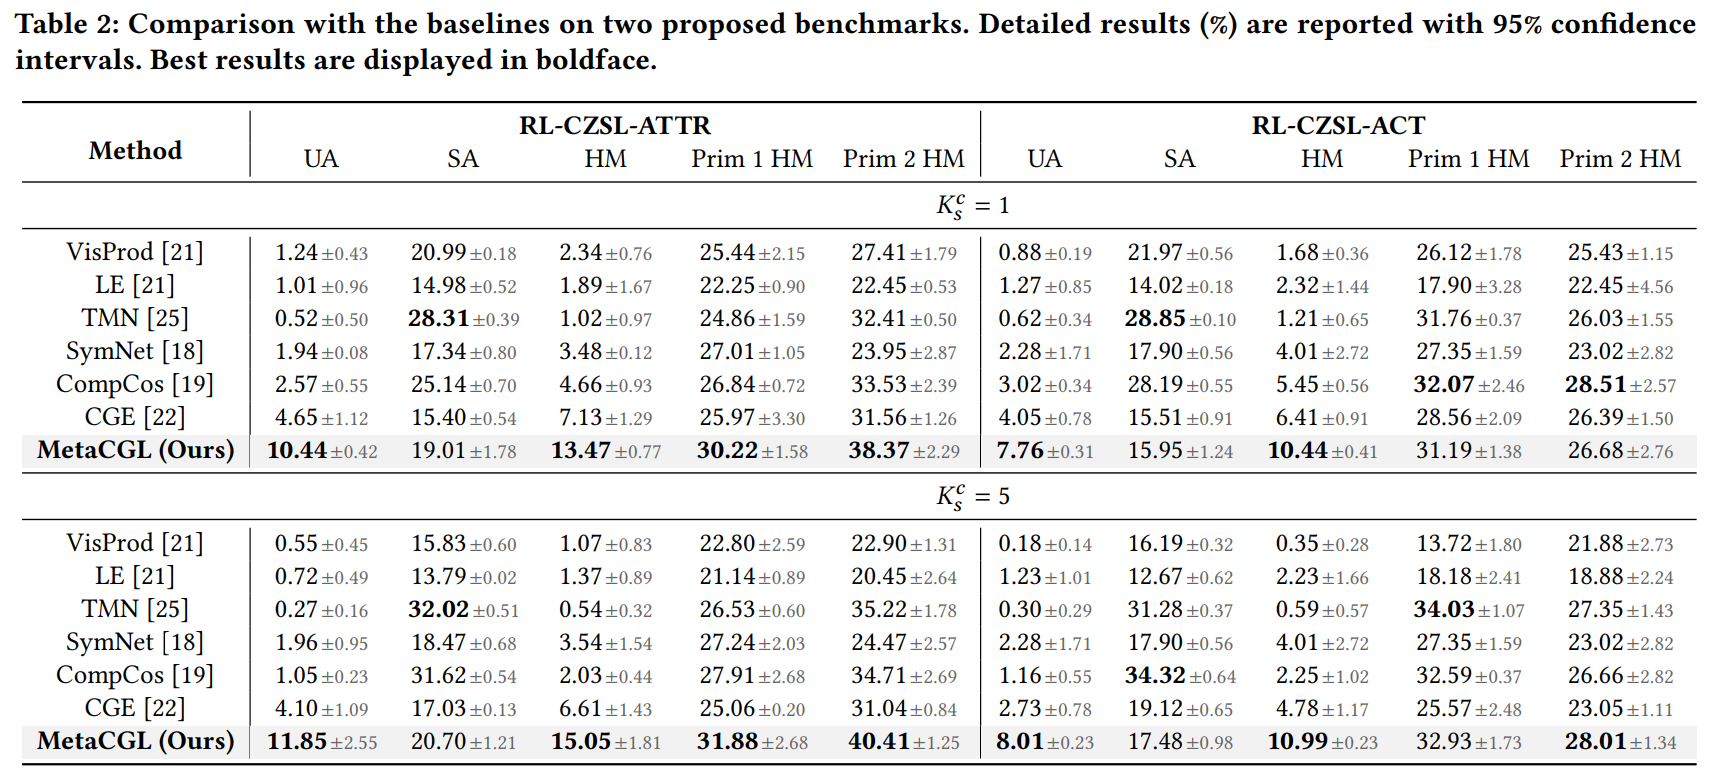 Table 2: Comparison with the baselines on two proposed benchmarks. Detailed results (%) are reported with 95% confidence
intervals. Best results are displayed in boldface.
Method RL-CZSL-ATTR RL-CZSL-ACT
UA SA HM Prim 1 HM Prim 2 HM UA SA HM Prim 1 HM Prim 2 HM
K_s^c = 1
VisProd [21] 1.24 ±0.43 20.99 ±0.18 2.34 ±0.76 25.44 ±2.15 27.41 ±1.79 0.88 ±0.19 21.97 ±0.56 1.68 ±0.36 26.12 ±1.78 25.43 ±1.15
LE [21] 1.01 ±0.96 14.98 ±0.52 1.89 ±1.67 22.25 ±0.90 22.45 ±0.53 1.27 ±0.85 14.02 ±0.18 2.32 ±1.44 17.90 ±3.28 22.45 ±4.56
TMN [25] 0.52 ±0.50 28.31 ±0.39 1.02 ±0.97 24.86 ±1.59 32.41 ±0.50 0.62 ±0.34 28.85 ±0.10 1.21 ±0.65 31.76 ±0.37 26.03 ±1.55
SymNet [18] 1.94 ±0.08 17.34 ±0.80 3.48 ±0.12 27.01 ±1.05 23.95 ±2.87 2.28 ±1.71 17.90 ±0.56 4.01 ±2.72 27.35 ±1.59 23.02 ±2.82
CompCos [19] 2.57 ±0.55 25.14 ±0.70 4.66 ±0.93 26.84 ±0.72 33.53 ±2.39 3.02 ±0.34 28.19 ±0.55 5.45 ±0.56 32.07 ±2.46 28.51 ±2.57
CGE [22] 4.65 ±1.12 15.40 ±0.54 7.13 ±1.29 25.97 ±3.30 31.56 ±1.26 4.05 ±0.78 15.51 ±0.91 6.41 ±0.91 28.56 ±2.09 26.39 ±1.50
MetaCGL (Ours) 10.44 ±0.42 19.01 ±1.78 13.47 ±0.77 30.22 ±1.58 38.37 ±2.29 7.76 ±0.31 15.95 ±1.24 10.44 ±0.41 31.19 ±1.38 26.68 ±2.76
K_s^c = 5
VisProd [21] 0.55 ±0.45 15.83 ±0.60 1.07 ±0.83 22.80 ±2.59 22.90 ±1.31 0.18 ±0.14 16.19 ±0.32 0.35 ±0.28 13.72 ±1.80 21.88 ±2.73
LE [21] 0.72 ±0.49 13.79 ±0.02 1.37 ±0.89 21.14 ±0.89 20.45 ±2.64 1.23 ±1.01 12.67 ±0.62 2.23 ±1.66 18.18 ±2.41 18.88 ±2.24
TMN [25] 0.27 ±0.16 32.02 ±0.51 0.54 ±0.32 26.53 ±0.60 35.22 ±1.78 0.30 ±0.29 31.28 ±0.37 0.59 ±0.57 34.03 ±1.07 27.35 ±1.43
SymNet [18] 1.96 ±0.95 18.47 ±0.68 3.54 ±1.54 27.24 ±2.03 24.47 ±2.57 2.28 ±1.71 17.90 ±0.56 4.01 ±2.72 27.35 ±1.59 23.02 ±2.82
CompCos [19] 1.05 ±0.23 31.62 ±0.54 2.03 ±0.44 27.91 ±2.68 34.71 ±2.69 1.16 ±0.55 34.32 ±0.64 2.25 ±1.02 32.59 ±0.37 26.66 ±2.82
CGE [22] 4.10 ±1.09 17.03 ±0.13 6.61 ±1.43 25.06 ±0.20 31.04 ±0.84 2.73 ±0.78 19.12 ±0.65 4.78 ±1.17 25.57 ±2.48 23.05 ±1.11
MetaCGL (Ours) 11.85 ±2.55 20.70 ±1.21 15.05 ±1.81 31.88 ±2.68 40.41 ±1.25 8.01 ±0.23 17.48 ±0.98 10.99 ±0.23 32.93 ±1.73 28.01 ±1.34